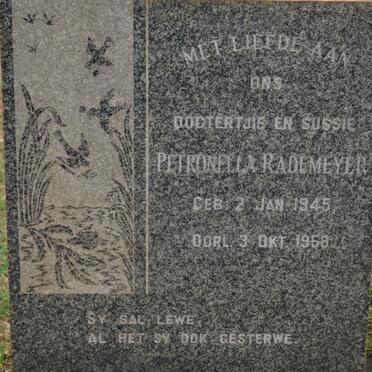 MET LIEFDE AAN
ONS
DOGTERTJIE EN SUSSIE
PETRONELLA RADEMEYER
GEB. 2 JAN 1945.
OORL. 3 OKT. 1958.
SY SAL LEWE
AL HET SY OOK GESTERWE.